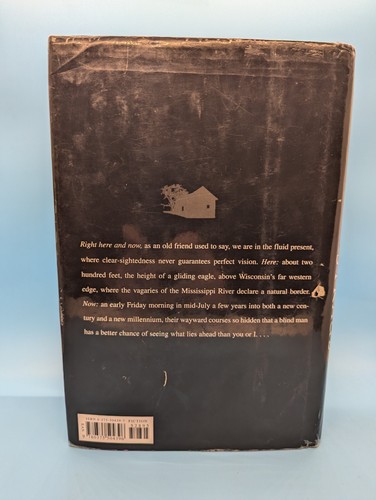 Right here and now, as an old friend used to say, we are in the fluid present,
where clear-sightedness never guarantees perfect vision. Here: about two
hundred feet, the height of a gliding eagle, above Wisconsin's far western
edge, where the vagaries of the Mississippi River declare a natural border.
Now: an early Friday morning in mid-July a few years into both a new cen-
tury and a new millennium, their wayward courses so hidden that a blind man
has a better chance of seeing what lies ahead than you or I. . . .